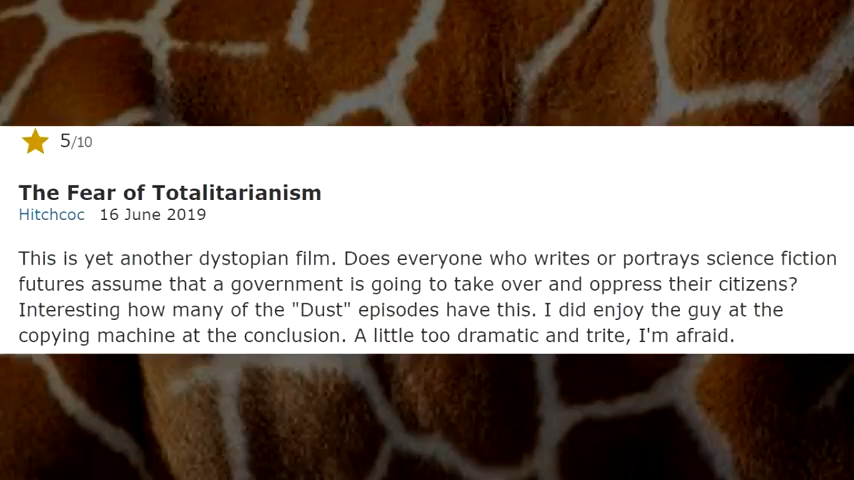 5/10
The Fear of Totalitarianism
Hitchcoc 16 June 2019
This is yet another dystopian film. Does everyone who writes or portrays science fiction
futures assume that a government is going to take over and oppress their citizens?
Interesting how many of the "Dust" episodes have this. I did enjoy the guy at the
copying machine at the conclusion. A little too dramatic and trite, I'm afraid.